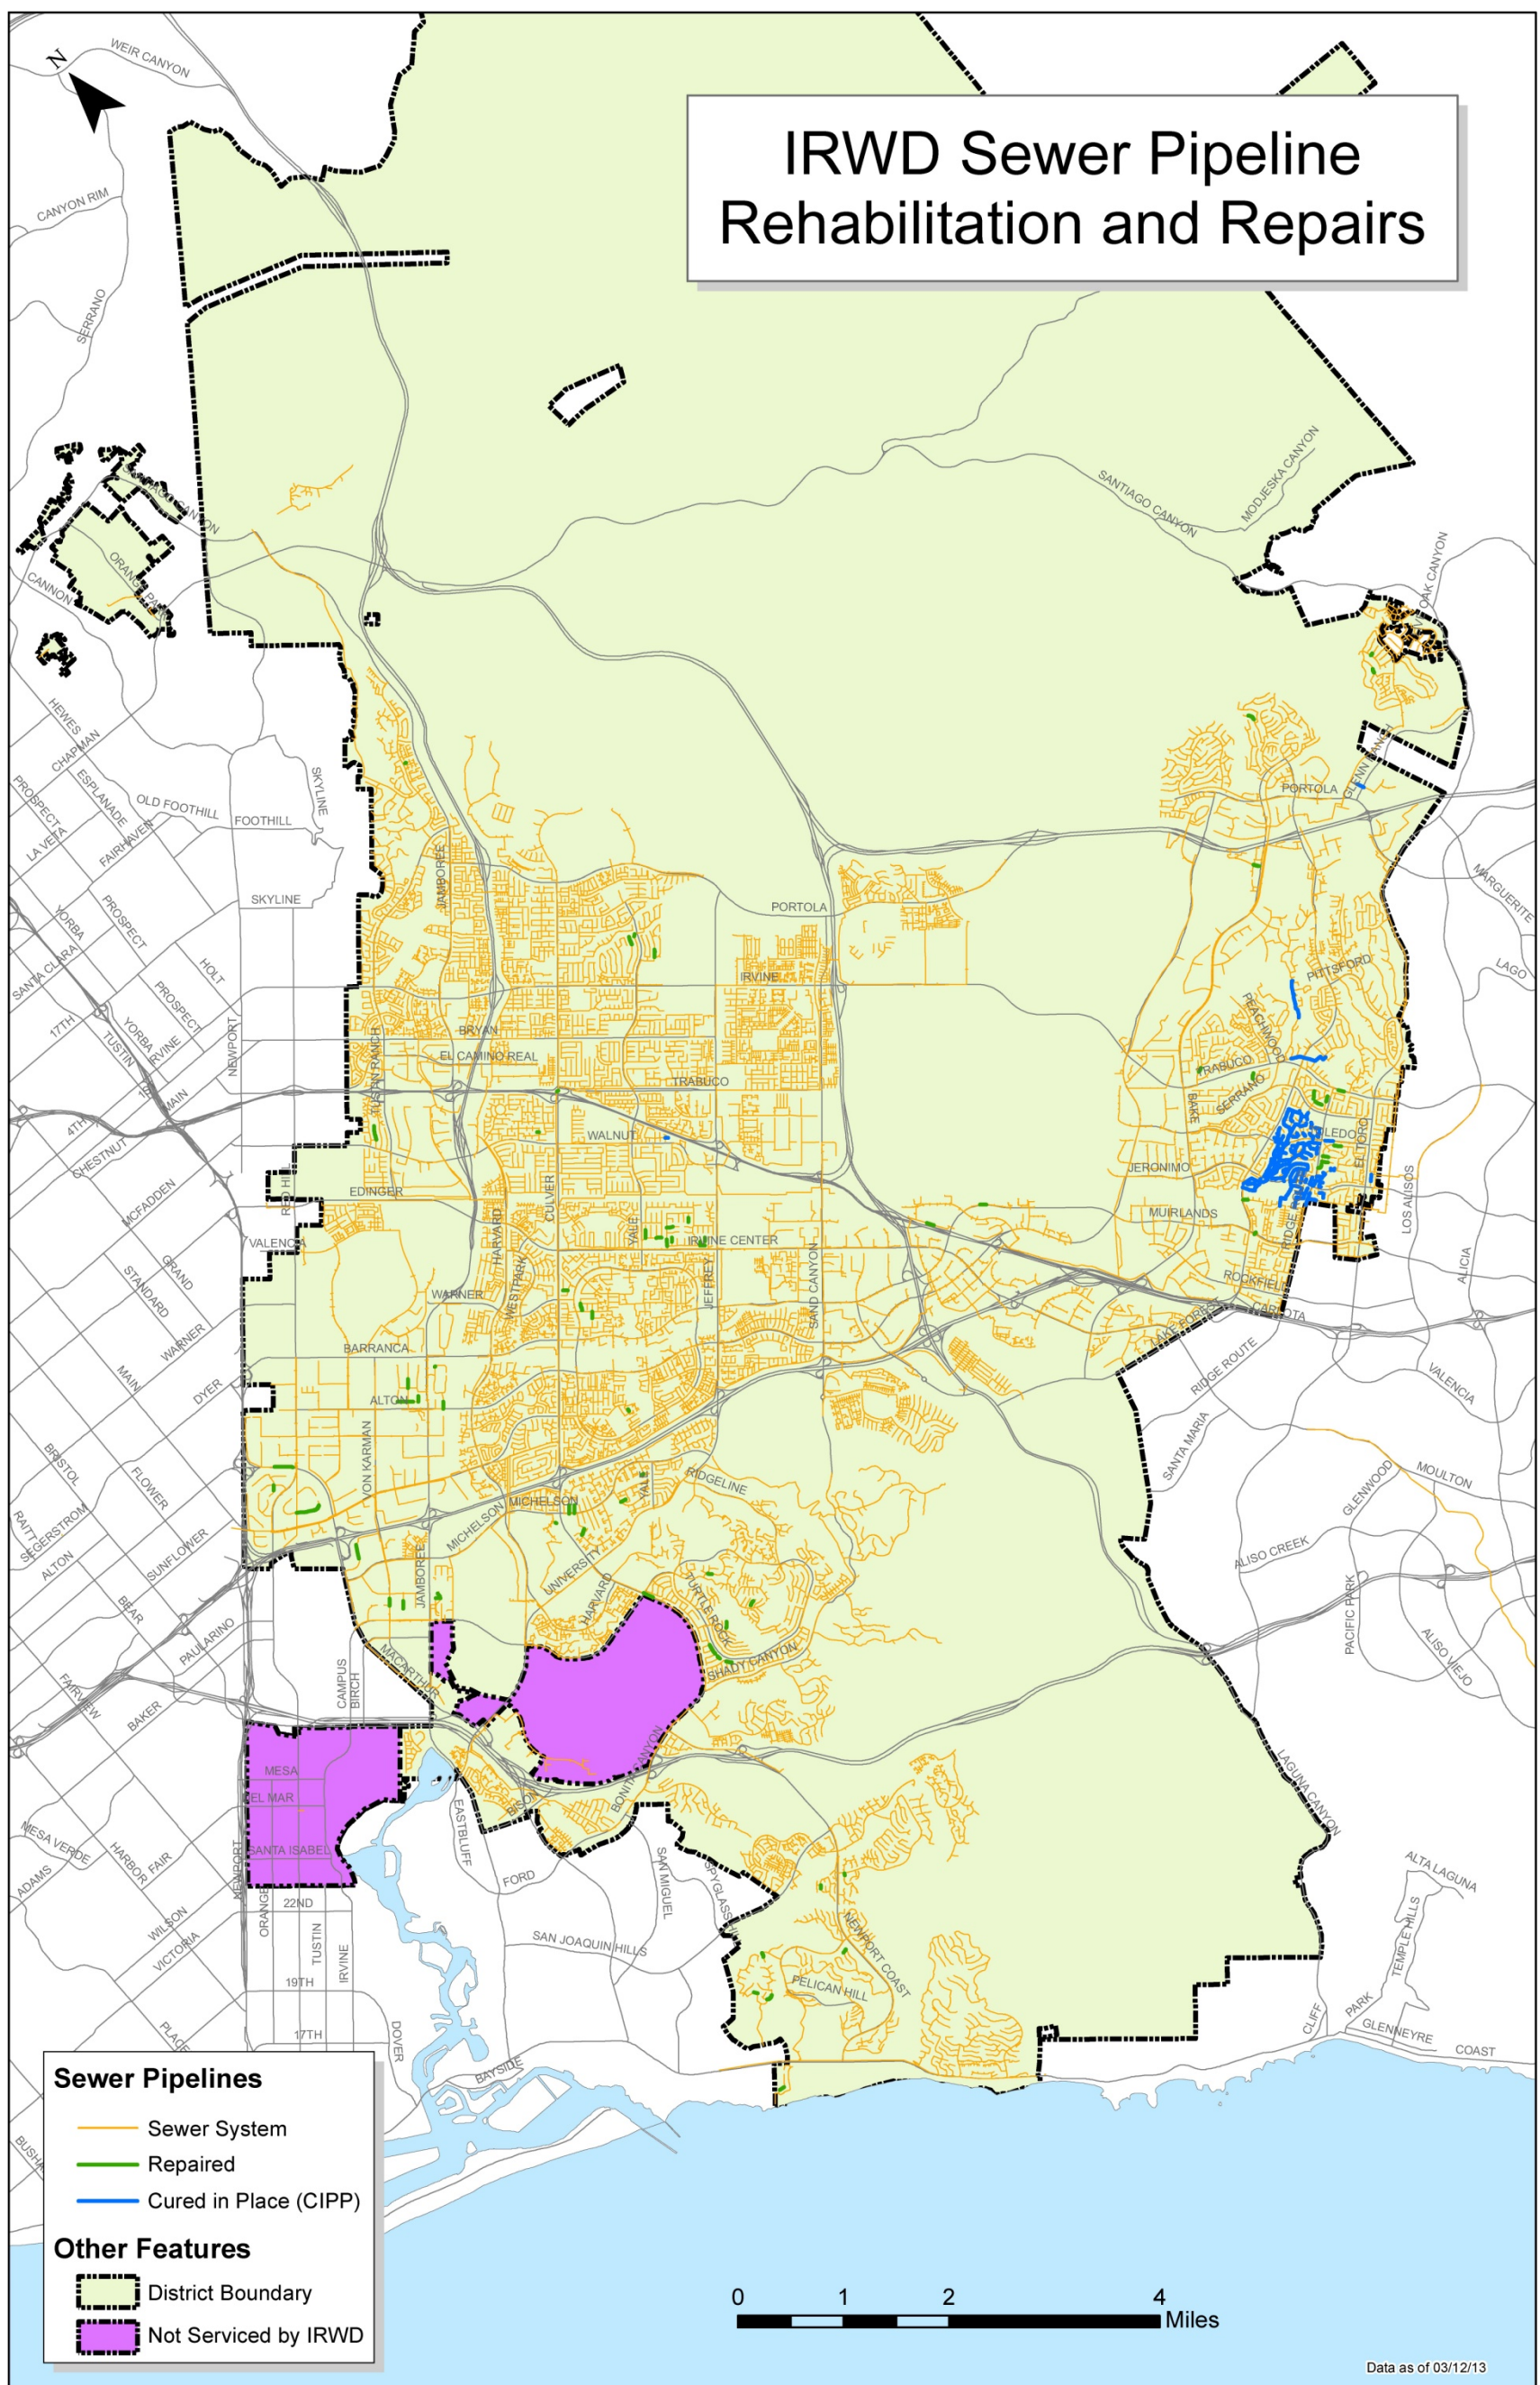 N
WEIR CANYON
IRWD Sewer Pipeline
Rehabilitation and Repairs
CANYON RIM
SERRANO
SANTIAGO CANYON
MODJESKA CANYON
ORANGE PARK
CANNON
OAK CANYON
HEWES
CHAPMAN
PROSPECT
ESPLANADE
LA VETA
OLD FOOTHILL
FOOTHILL
FAIRHAVEN
SKYLINE
SKYLINE
JAMBOREE
PORTOLA
GLENN RANCH
PORTOLA
MARGUERITE
YORBA
PROSPECT
SANTA CLARA
HOLT
PROSPECT
17TH
YORBA
TUSTIN
IRVINE
NEWPORT
IRVINE
PITTSFORD
LAGO
PEACHWOOD
BRYAN
EL CAMINO REAL
TUSTIN RANCH
TRABUCO
TRABUCO
SERRANO
BAKE
1ST
MAIN
4TH
CHESTNUT
WALNUT
EL TORO
JERONIMO
MCFADDEN
RED HILL
EDINGER
CULVER
HARVARD
YALE
MUIRLANDS
RIDGE
LOS ALISOS
VALENCIA
IRVINE CENTER
GRAND
STANDARD
WARNER
WESTPARK
JEFFREY
SAND CANYON
ROCKFIELD
ALICIA
CARLOTA
LAKE FOREST
WARNER
BARRANCA
MAIN
DYER
ALTON
RIDGE ROUTE
VALENCIA
SANTA MARIA
VON KARMAN
BRISTOL
FLOWER
RAITT
SEGERSTROM
ALTON
SUNFLOWER
MICHELSON
MICHELSON
YALE
RIDGELINE
GLENWOOD
MOULTON
ALISO CREEK
JAMBOREE
UNIVERSITY
HARVARD
TURTLE ROCK
SHADY CANYON
PACIFIC PARK
ALISO VIEJO
BEAR
PAULARINO
MACARTHUR
CAMPUS
BIRCH
FAIRVIEW
BAKER
MESA
DEL MAR
SANTA ISABEL
BISON
BONITA CANYON
EASTBLUFF
FORD
LAGUNA CANYON
MESA VERDE
ADAMS
HARBOR
FAIR
NEWPORT
ORANGE
22ND
SAN MIGUEL
SPYGLASS HILL
SAN JOAQUIN HILLS
NEWPORT COAST
PELICAN HILL
WILSON
VICTORIA
TUSTIN
IRVINE
19TH
17TH
DOVER
BAYSIDE
ALTA LAGUNA
TEMPLE HILLS
CLIFF
PARK
GLENNEYRE
COAST
Sewer Pipelines
Sewer System
Repaired
Cured in Place (CIPP)
Other Features
District Boundary
Not Serviced by IRWD
0 1 2 4
Miles
Data as of 03/12/13